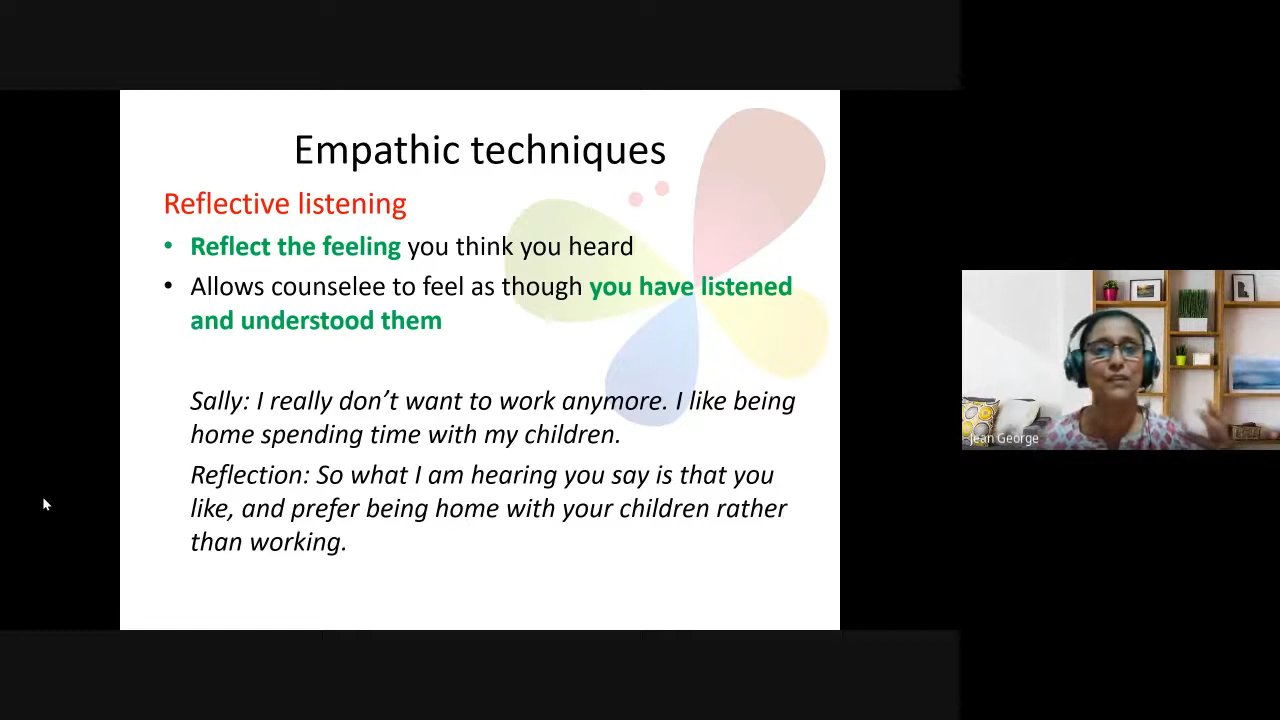 Empathic techniques
Reflective listening
• Reflect the feeling you think you heard
• Allows counselee to feel as though you have listened
and understood them
Sally: I really don’t want to work anymore. I like being
home spending time with my children.
Reflection: So what I am hearing you say is that you
like, and prefer being home with your children rather
than working.
Jean George